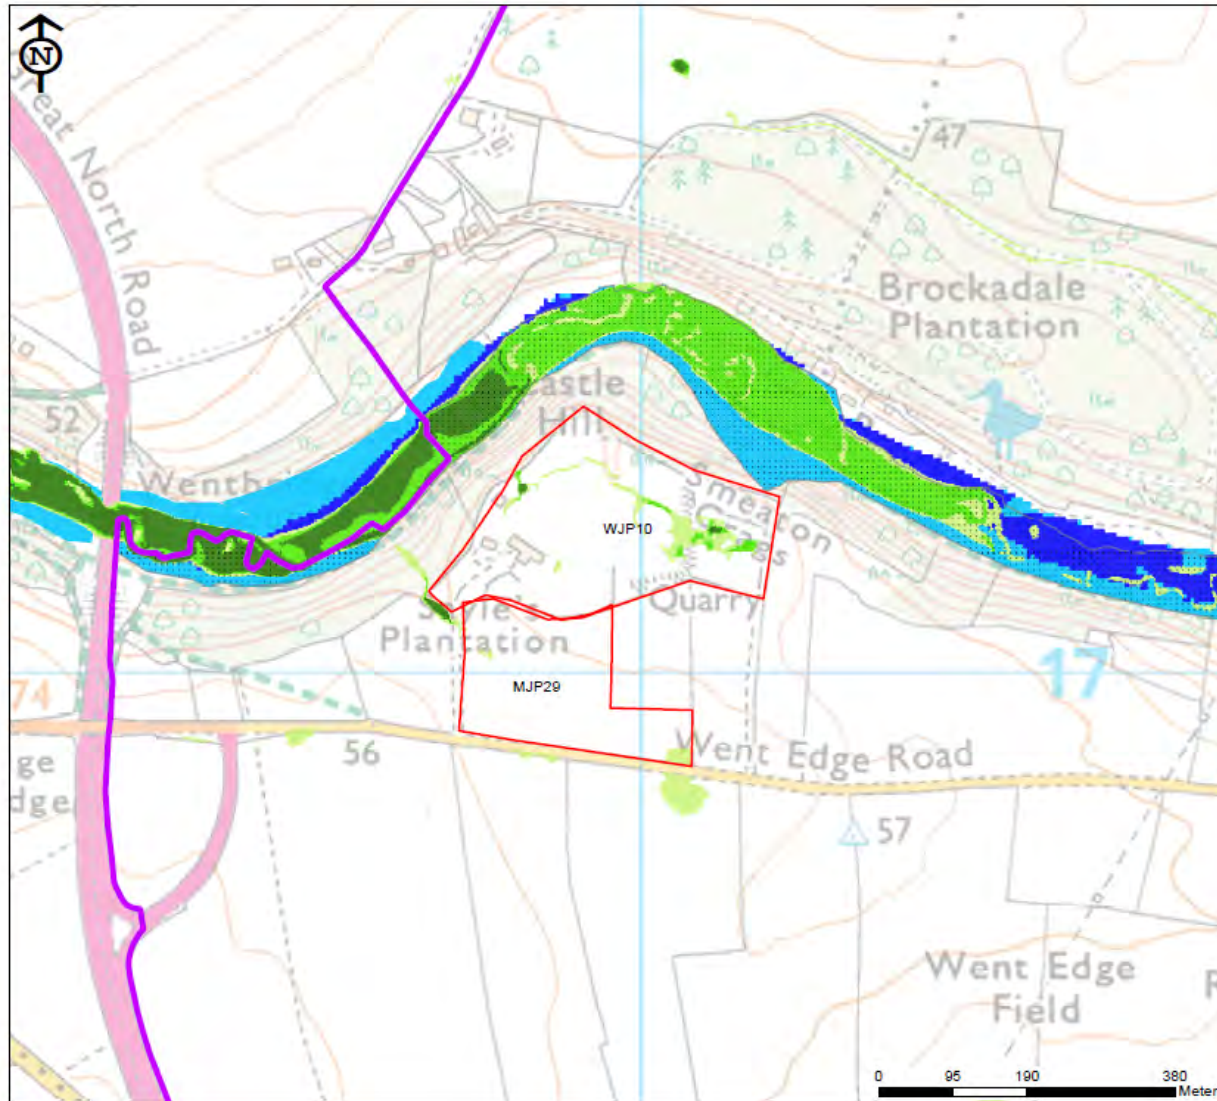 N
Great North Road
47
Brockadale
Plantation
52
Castle
Hill
Smeaton
Crags
WJP10
Quarry
Plantation
MJP29
17
74
56
Went Edge Road
57
Went Edge
Field
R
0 95 190 380
Meter